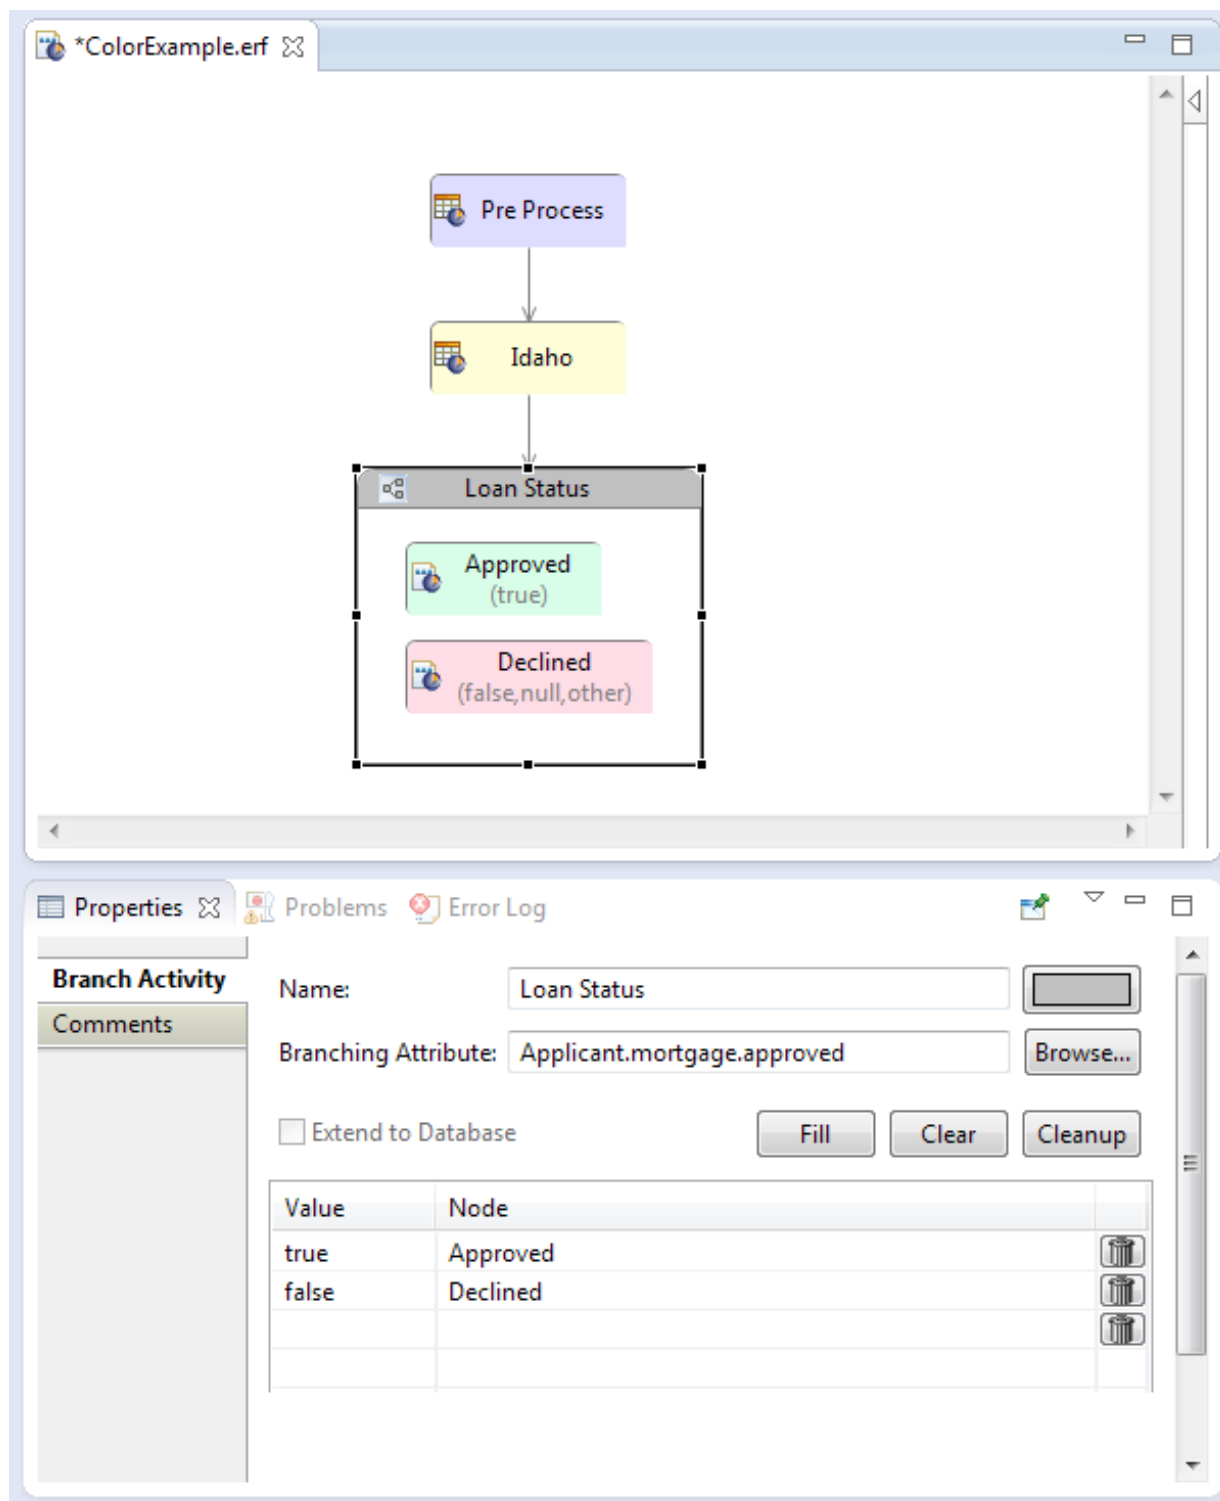 *ColorExample.erf
Pre Process
Idaho
Loan Status
Approved
(true)
Declined
(false,null,other)
Properties Problems Error Log
Branch Activity
Comments
Name: Loan Status
Branching Attribute: Applicant.mortgage.approved Browse...
Extend to Database Fill Clear Cleanup
Value Node
true Approved
false Declined